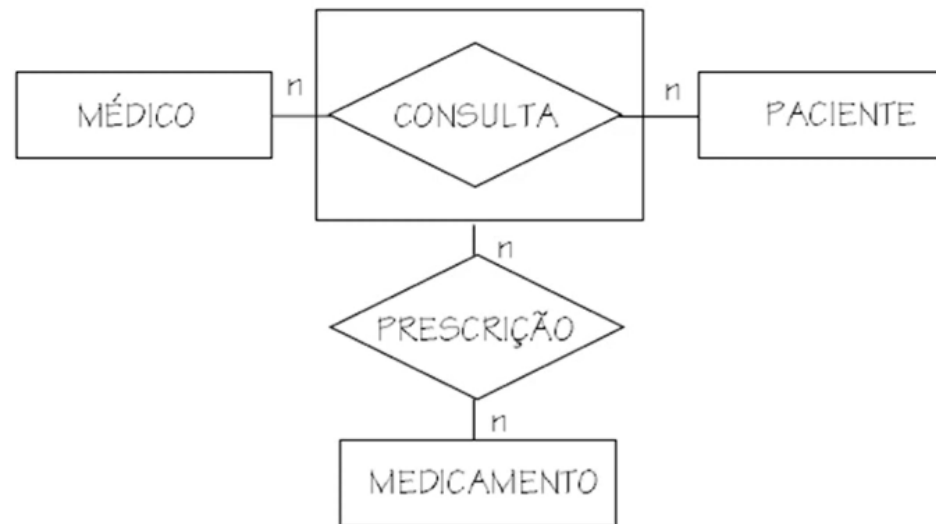 MÉDICO
n
CONSULTA
n
PACIENTE
n
PRESCRIÇÃO
n
MEDICAMENTO